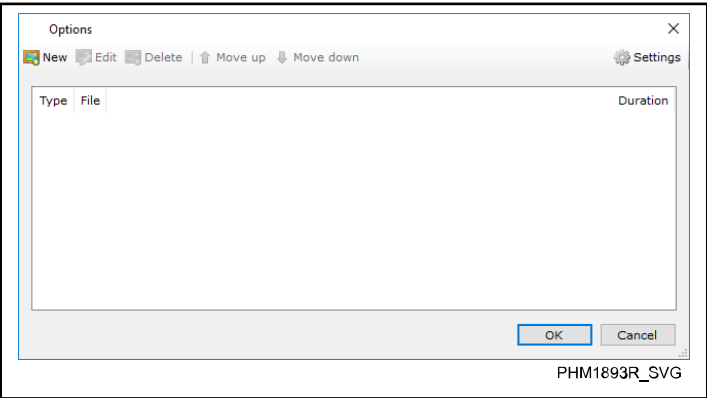 Options
New Edit Delete | Move up Move down Settings
Type File Duration
OK Cancel
PHM1893R_SVG